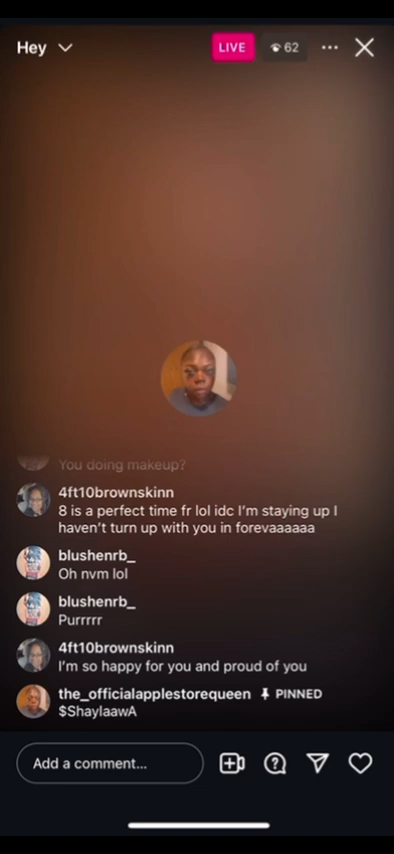 Hey
LIVE
62
You doing makeup?
4ft10brownskinn
8 is a perfect time fr lol idc I'm staying up I
haven't turn up with you in forevaaaaaa
blushenrb_
Oh nvm lol
blushenrb_
Purrrrr
4ft10brownskinn
I'm so happy for you and proud of you
the_officialapplestorequeen PINNED
$ShaylaawA
Add a comment...